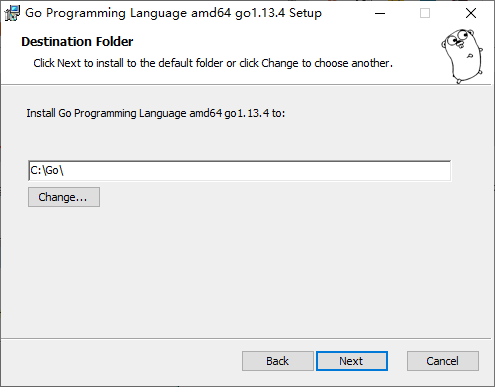 Go Programming Language amd64 go1.13.4 Setup
Destination Folder
Click Next to install to the default folder or click Change to choose another.
Install Go Programming Language amd64 go1.13.4 to:
C:\Go\
Change...
Back
Next
Cancel